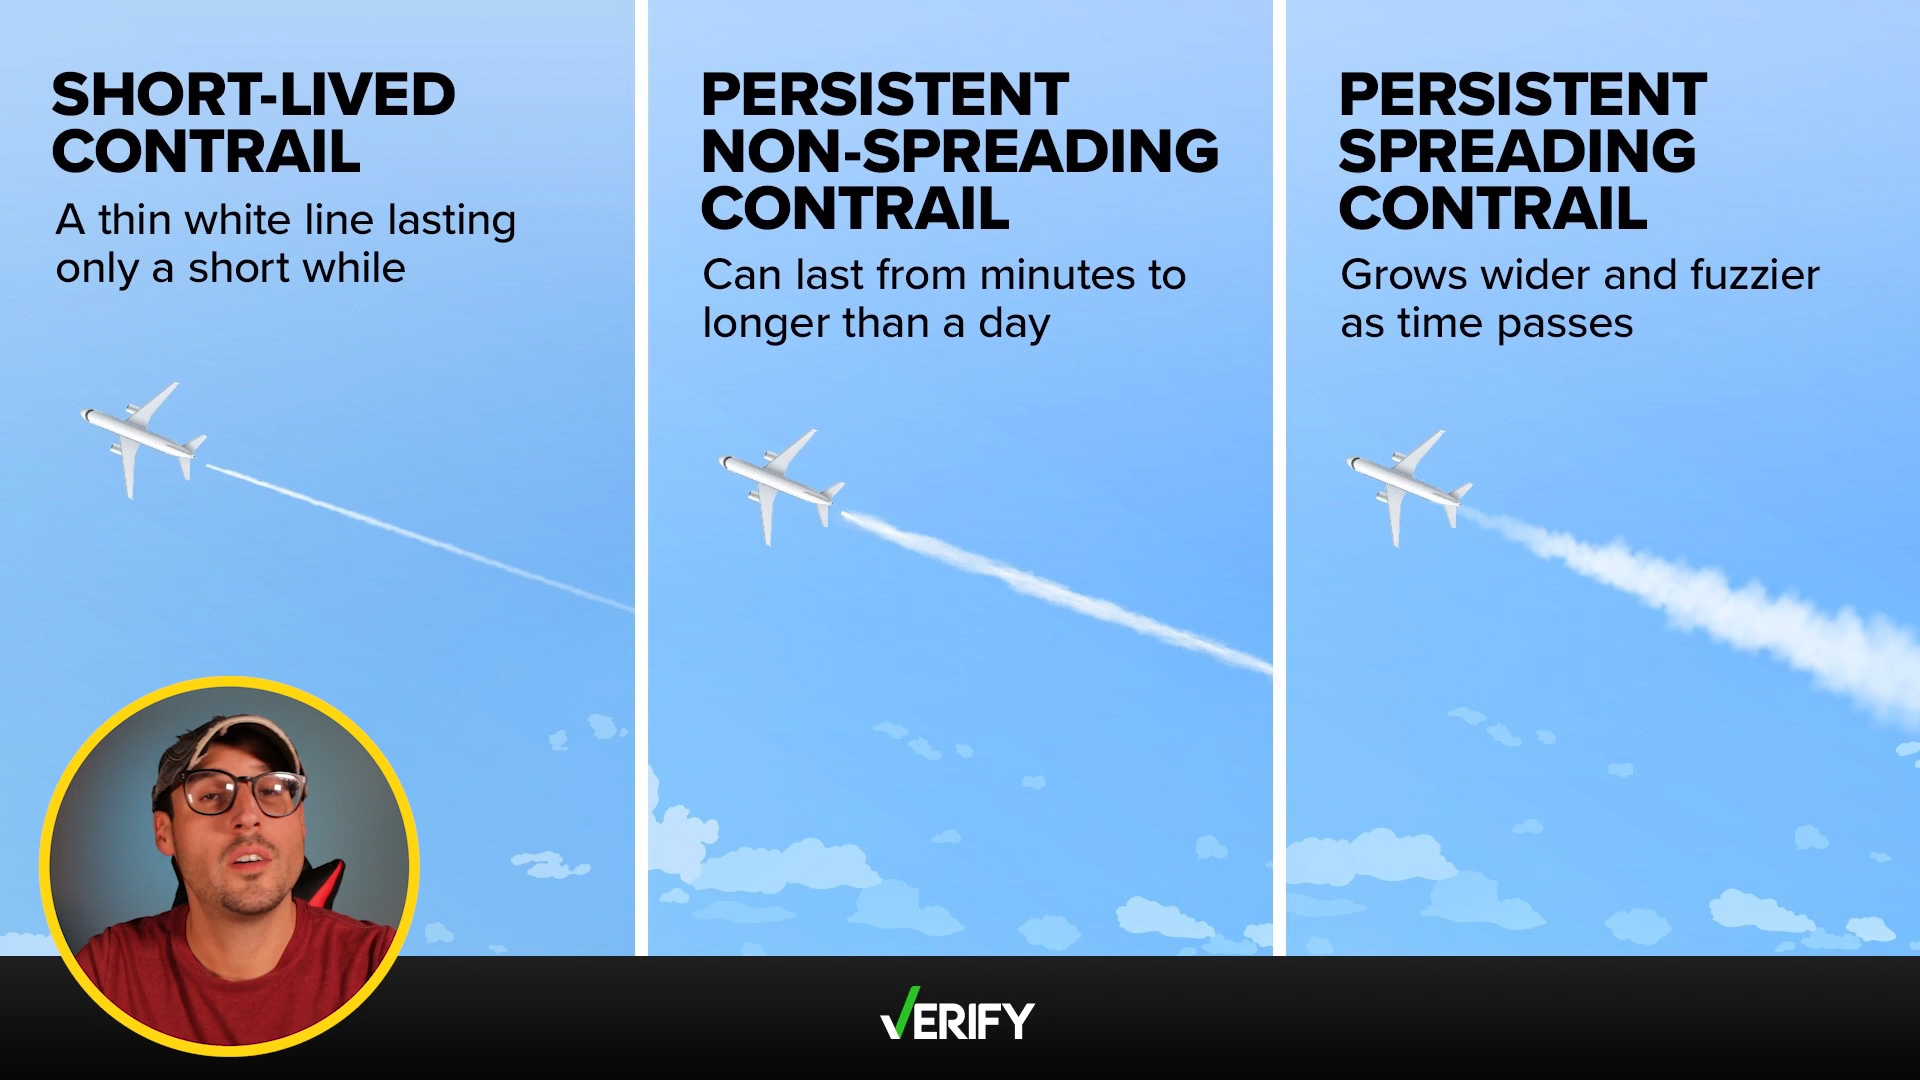 SHORT-LIVED
CONTRAIL
A thin white line lasting
only a short while
PERSISTENT
NON-SPREADING
CONTRAIL
Can last from minutes to
longer than a day
PERSISTENT
SPREADING
CONTRAIL
Grows wider and fuzzier
as time passes
VERIFY